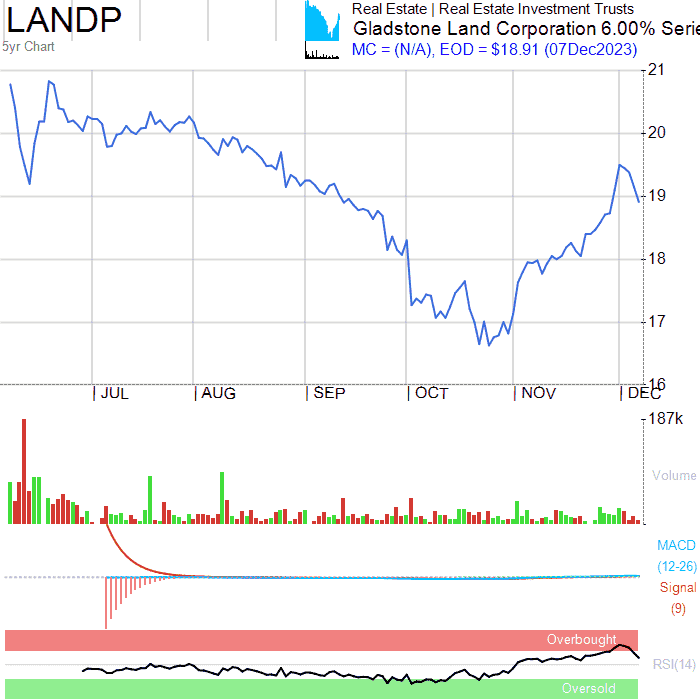 LANDP
5yr Chart
Real Estate | Real Estate Investment Trusts
Gladstone Land Corporation 6.00% Serie
MC = (N/A), EOD = $18.91 (07Dec2023)
21
20
19
18
17
16
JUL AUG SEP OCT NOV DEC
187k
Volume
MACD
(12-26)
Signal
(9)
Overbought
RSI(14)
Oversold